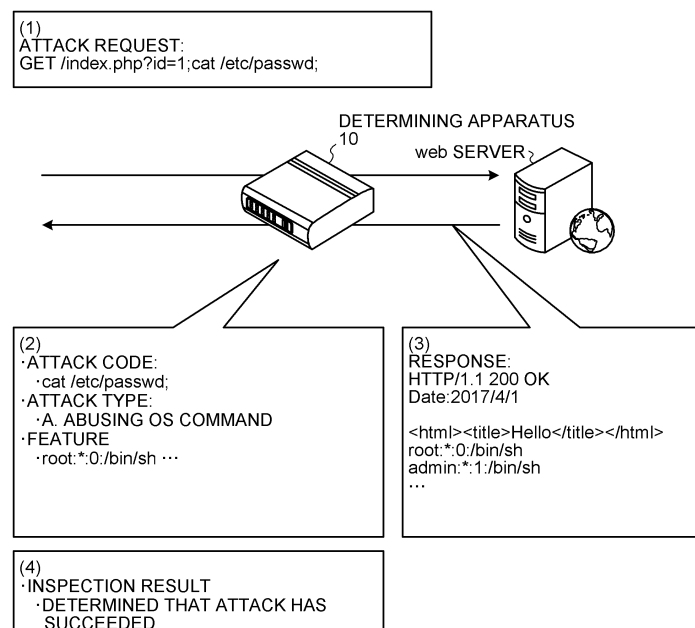 (1)
ATTACK REQUEST:
GET /index.php?id=1;cat /etc/passwd;
DETERMINING APPARATUS
10
web SERVER
(2)
·ATTACK CODE:
·cat /etc/passwd;
·ATTACK TYPE:
·A. ABUSING OS COMMAND
·FEATURE
·root:*:0:/bin/sh ···
(3)
RESPONSE:
HTTP/1.1 200 OK
Date:2017/4/1
<html><title>Hello</title></html>
root:*:0:/bin/sh
admin:*:1:/bin/sh
···
(4)
·INSPECTION RESULT
·DETERMINED THAT ATTACK HAS
SUCCEEDED